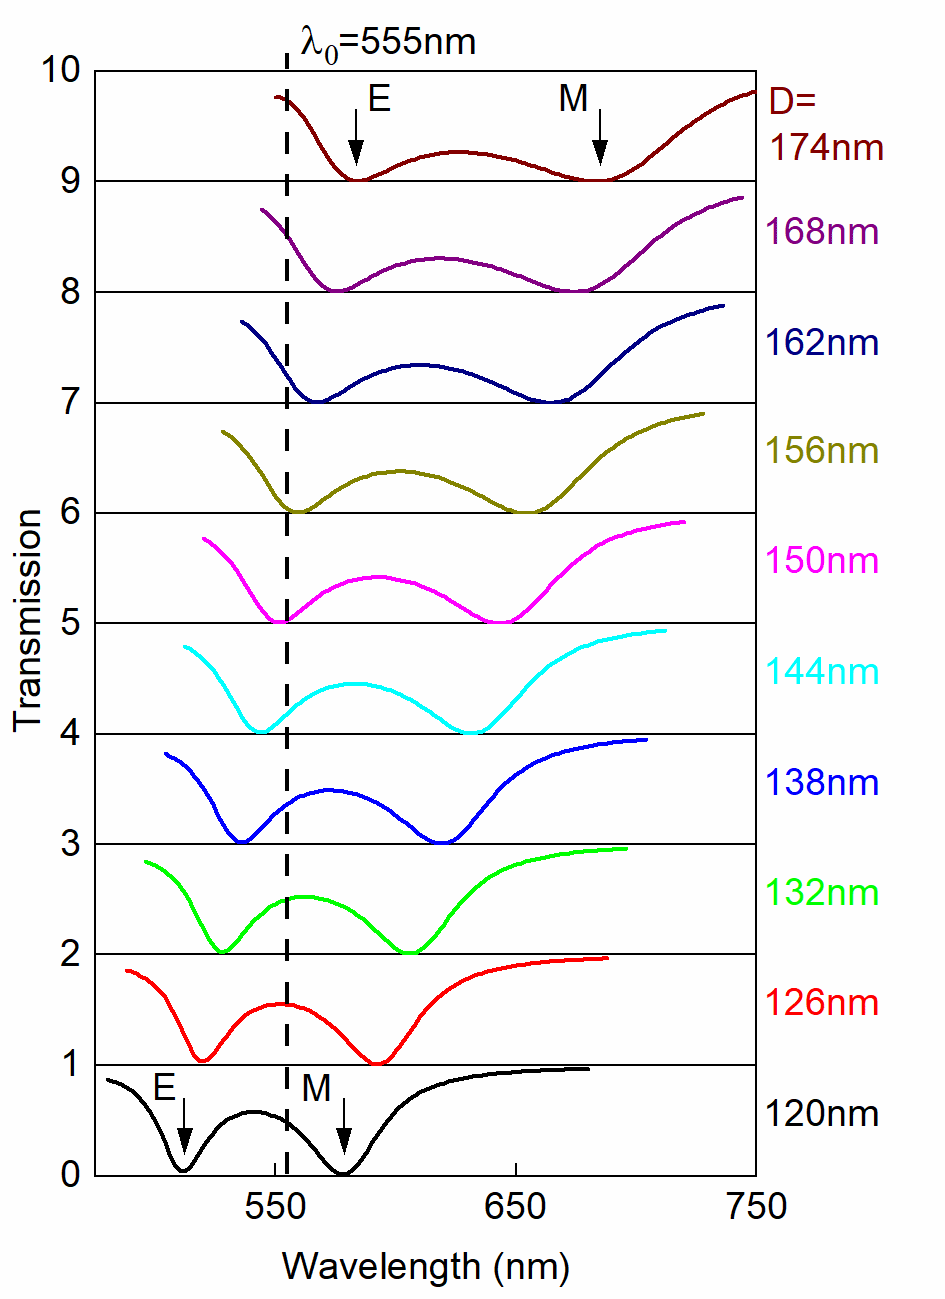 λ0=555nm
10
E
M
D=
174nm
9
168nm
8
162nm
7
156nm
6
150nm
5
144nm
4
138nm
3
132nm
2
126nm
1
E
M
120nm
0
550
650
750
Wavelength (nm)
Transmission